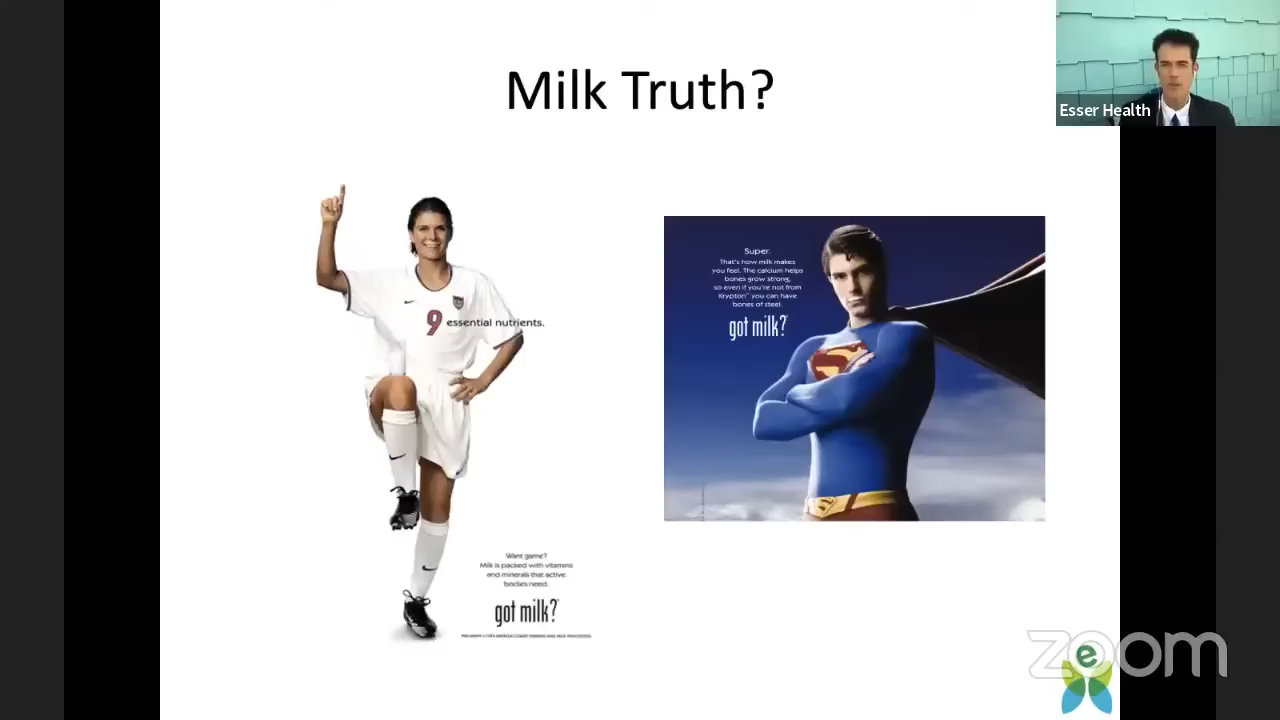 Milk Truth?
Esser Health
9 essential nutrients.
Want game?
Milk is packed with vitamins
and minerals that active
bodies need.
got milk?
Super.
That's how milk makes
you feel. The calcium helps
bones grow strong,
so even if you're not from
Krypton™ you can have
bones of steel.
got milk?
zoom
e